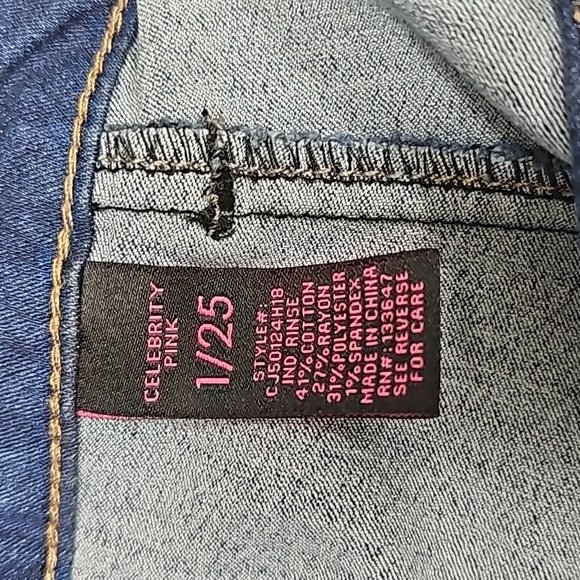 CELEBRITY
PINK
1/25
STYLE#:
CJ50124H18
IND RINSE
41% COTTON
27% RAYON
31% POLYESTER
1% SPANDEX
MADE IN CHINA
RN#: 133647
SEE REVERSE
FOR CARE